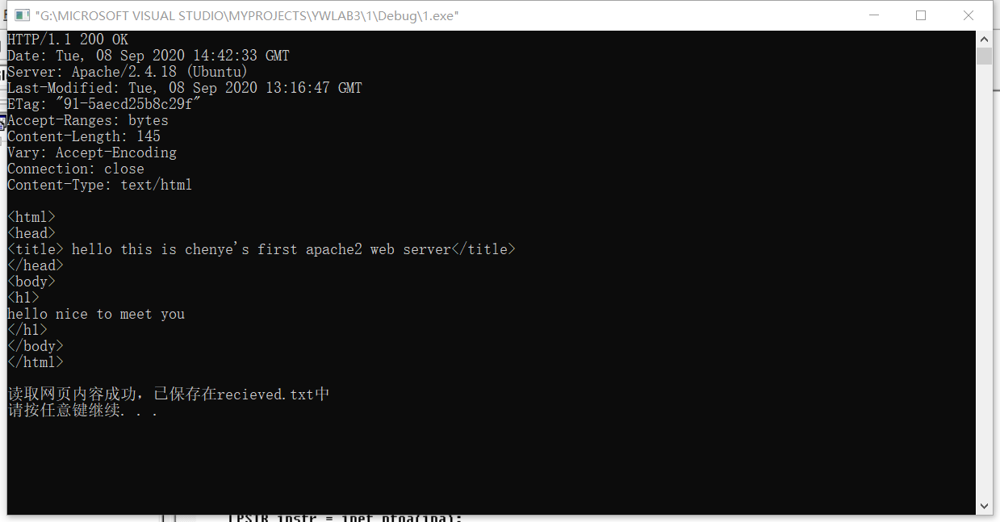 "G:\MICROSOFT VISUAL STUDIO\MYPROJECTS\YWLAB3\1\Debug\1.exe"
HTTP/1.1 200 OK
Date: Tue, 08 Sep 2020 14:42:33 GMT
Server: Apache/2.4.18 (Ubuntu)
Last-Modified: Tue, 08 Sep 2020 13:16:47 GMT
ETag: "91-5aecd25b8c29f"
Accept-Ranges: bytes
Content-Length: 145
Vary: Accept-Encoding
Connection: close
Content-Type: text/html
<html>
<head>
<title> hello this is chenye's first apache2 web server</title>
</head>
<body>
<h1>
hello nice to meet you
</h1>
</body>
</html>
读取网页内容成功，已保存在recieved.txt中
请按任意键继续. . .
LPSTR instr = inet_ntoa(ina);